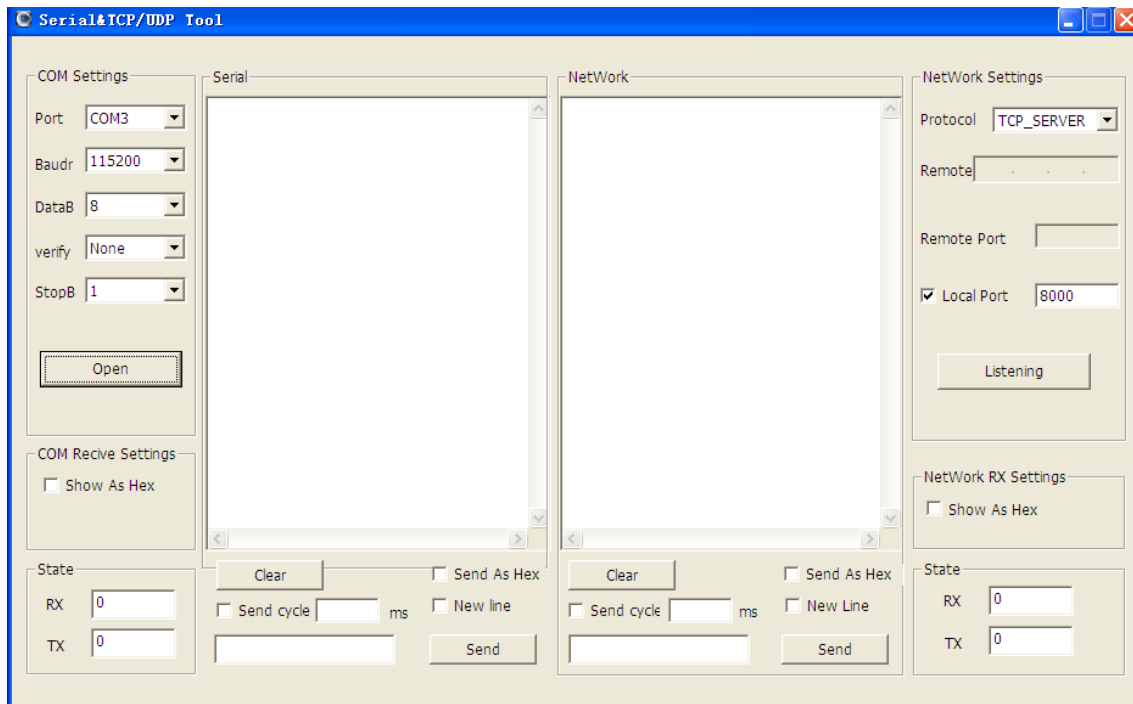 Serial&TCP/UDP Tool
COM Settings
Port COM3
Baudr 115200
DataB 8
verify None
StopB 1
Open
COM Recive Settings
Show As Hex
State
RX 0
TX 0
Serial
Clear
Send As Hex
Send cycle ms
New line
Send
NetWork
Clear
Send As Hex
Send cycle ms
New Line
Send
NetWork Settings
Protocol TCP_SERVER
Remote . . .
Remote Port
Local Port 8000
Listening
NetWork RX Settings
Show As Hex
State
RX 0
TX 0